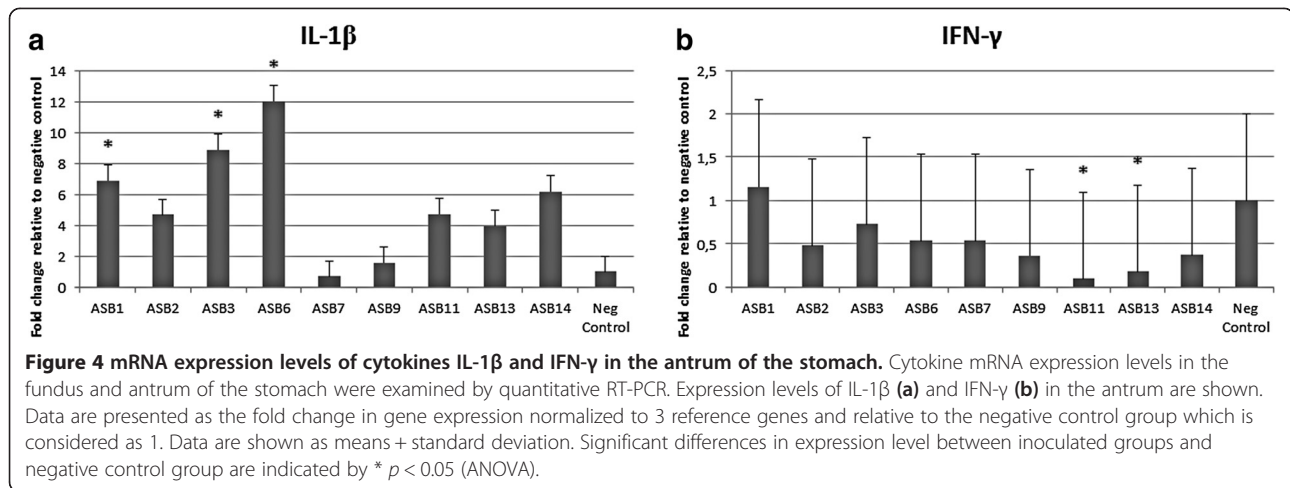 a
IL-1β
Fold change relative to negative control
14
12
10
8
6
4
2
0
*
*
*
ASB1 ASB2 ASB3 ASB6 ASB7 ASB9 ASB11 ASB13 ASB14 Neg
Control
b
IFN-γ
Fold change relative to negative control
2,5
2
1,5
1
0,5
0
*
*
ASB1 ASB2 ASB3 ASB6 ASB7 ASB9 ASB11 ASB13 ASB14 Neg
Control
Figure 4 mRNA expression levels of cytokines IL-1β and IFN-γ in the antrum of the stomach. Cytokine mRNA expression levels in the
fundus and antrum of the stomach were examined by quantitative RT-PCR. Expression levels of IL-1β (a) and IFN-γ (b) in the antrum are shown.
Data are presented as the fold change in gene expression normalized to 3 reference genes and relative to the negative control group which is
considered as 1. Data are shown as means + standard deviation. Significant differences in expression level between inoculated groups and
negative control group are indicated by * p < 0.05 (ANOVA).